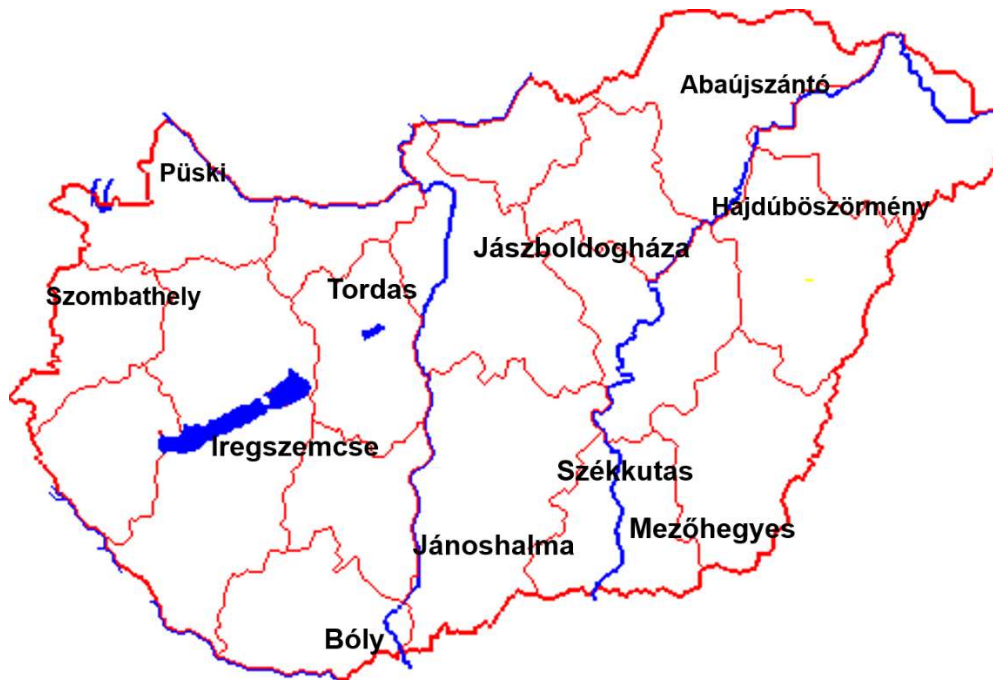 Abaújszántó
Püski
Hajdúböszörmény
Jászboldogháza
Szombathely
Tordas
Iregszemcse
Székkutas
Mezőhegyes
Jánoshalma
Bóly